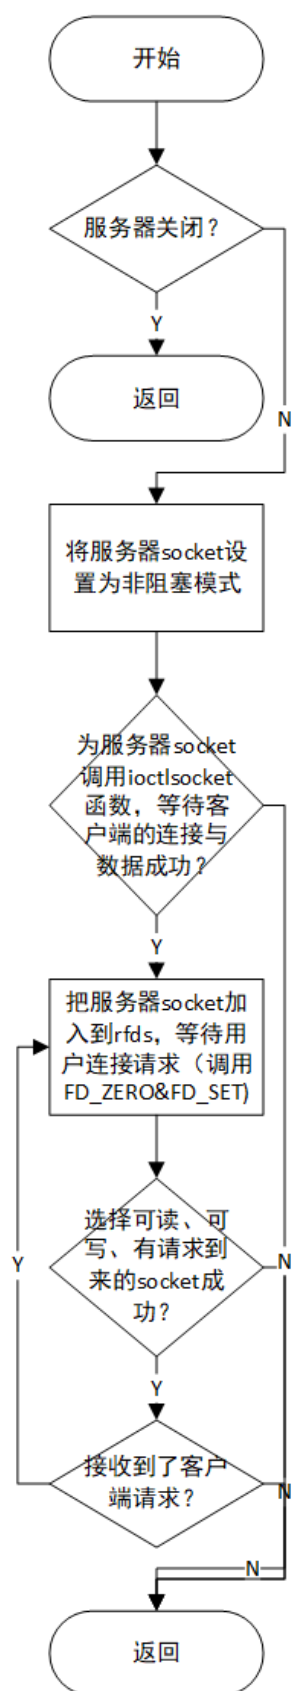 开始
服务器关闭？
Y
返回
N
将服务器socket设
置为非阻塞模式
为服务器socket
调用ioctlsocket
函数，等待客
户端的连接与
数据成功？
Y
把服务器socket加
入到rfds，等待用
户连接请求（调用
FD_ZERO&FD_SET)
选择可读、可
写、有请求到
来的socket成
功？
N
Y
Y
接收到了客户
端请求？
N
N
返回